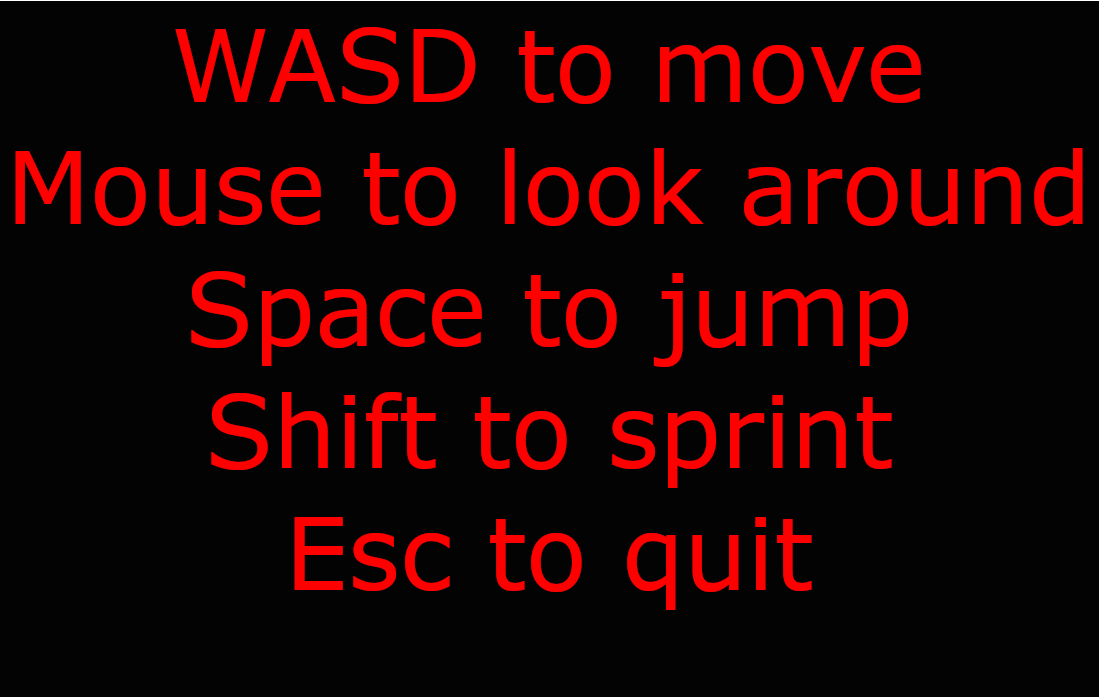 WASD to move
Mouse to look around
Space to jump
Shift to sprint
Esc to quit